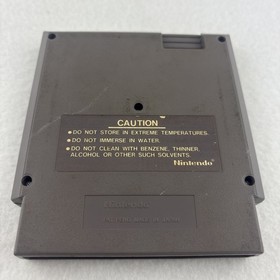 CAUTION
● DO NOT STORE IN EXTREME TEMPERATURES.
● DO NOT IMMERSE IN WATER.
● DO NOT CLEAN WITH BENZENE, THINNER,
ALCOHOL OR OTHER SUCH SOLVENTS.
Nintendo